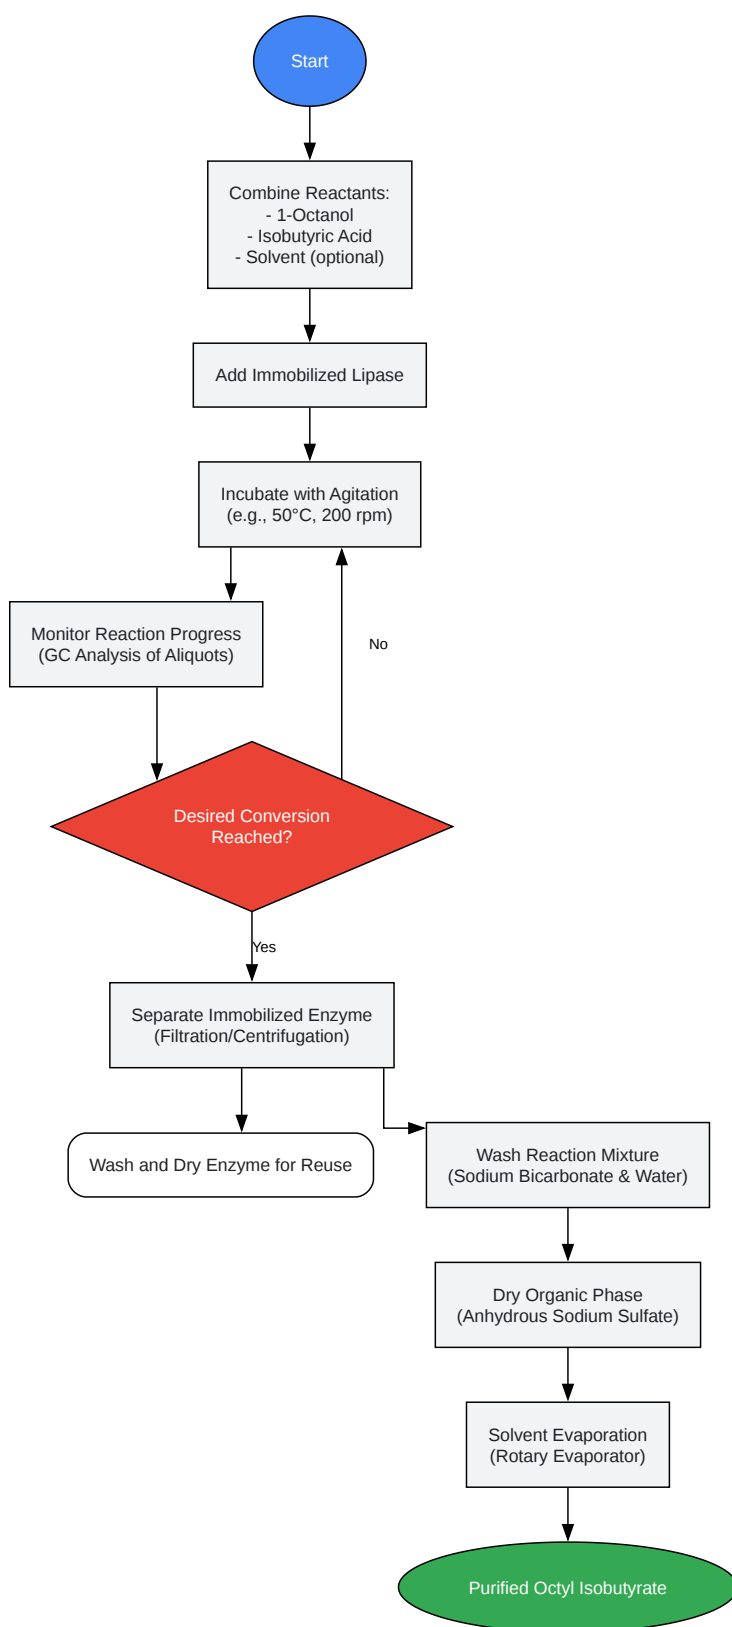 Start
Combine Reactants:
- 1-Octanol
- Isobutyric Acid
- Solvent (optional)
Add Immobilized Lipase
Incubate with Agitation
(e.g., 50°C, 200 rpm)
Monitor Reaction Progress
(GC Analysis of Aliquots)
No
Desired Conversion
Reached?
Yes
Separate Immobilized Enzyme
(Filtration/Centrifugation)
Wash and Dry Enzyme for Reuse
Wash Reaction Mixture
(Sodium Bicarbonate & Water)
Dry Organic Phase
(Anhydrous Sodium Sulfate)
Solvent Evaporation
(Rotary Evaporator)
Purified Octyl Isobutyrate